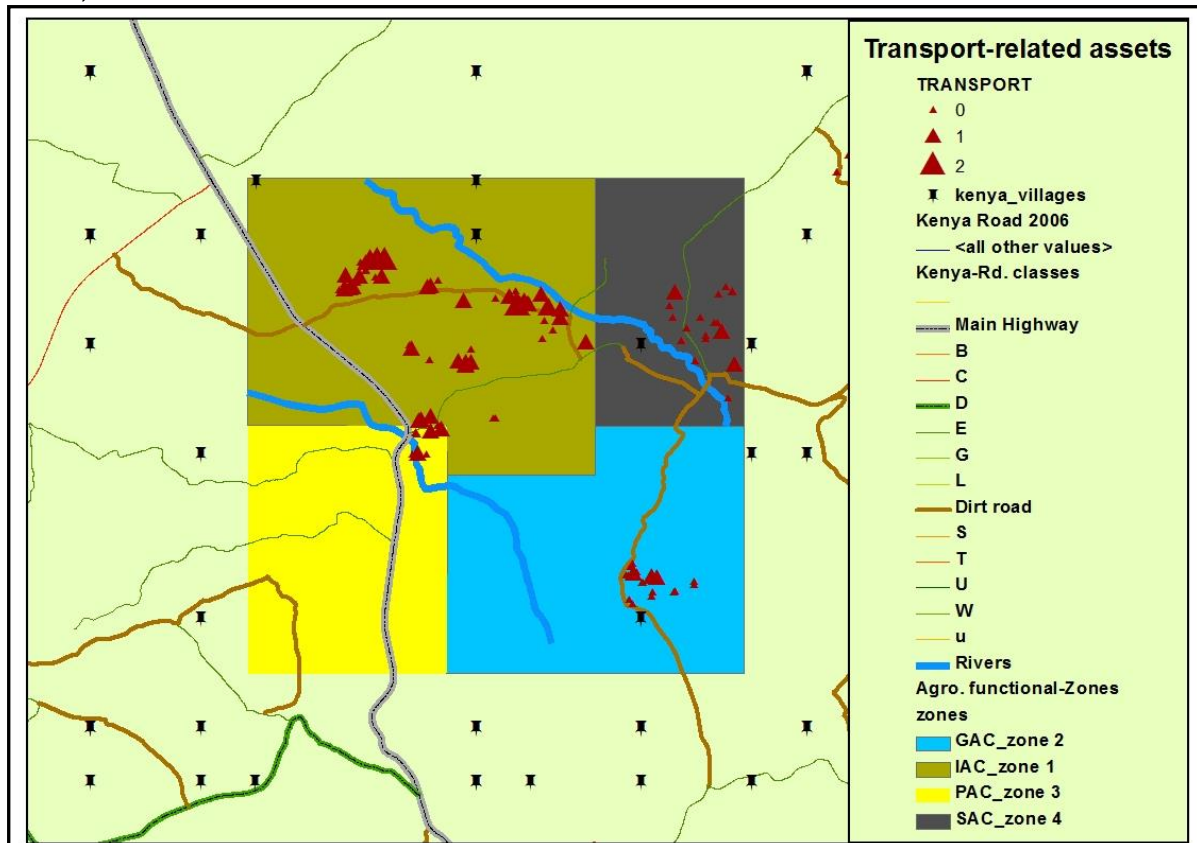 Transport-related assets
TRANSPORT
0
1
2
kenya_villages
Kenya Road 2006
<all other values>
Kenya-Rd. classes
Main Highway
B
C
D
E
G
L
Dirt road
S
T
U
W
u
Rivers
Agro. functional-Zones
zones
GAC_zone 2
IAC_zone 1
PAC_zone 3
SAC_zone 4